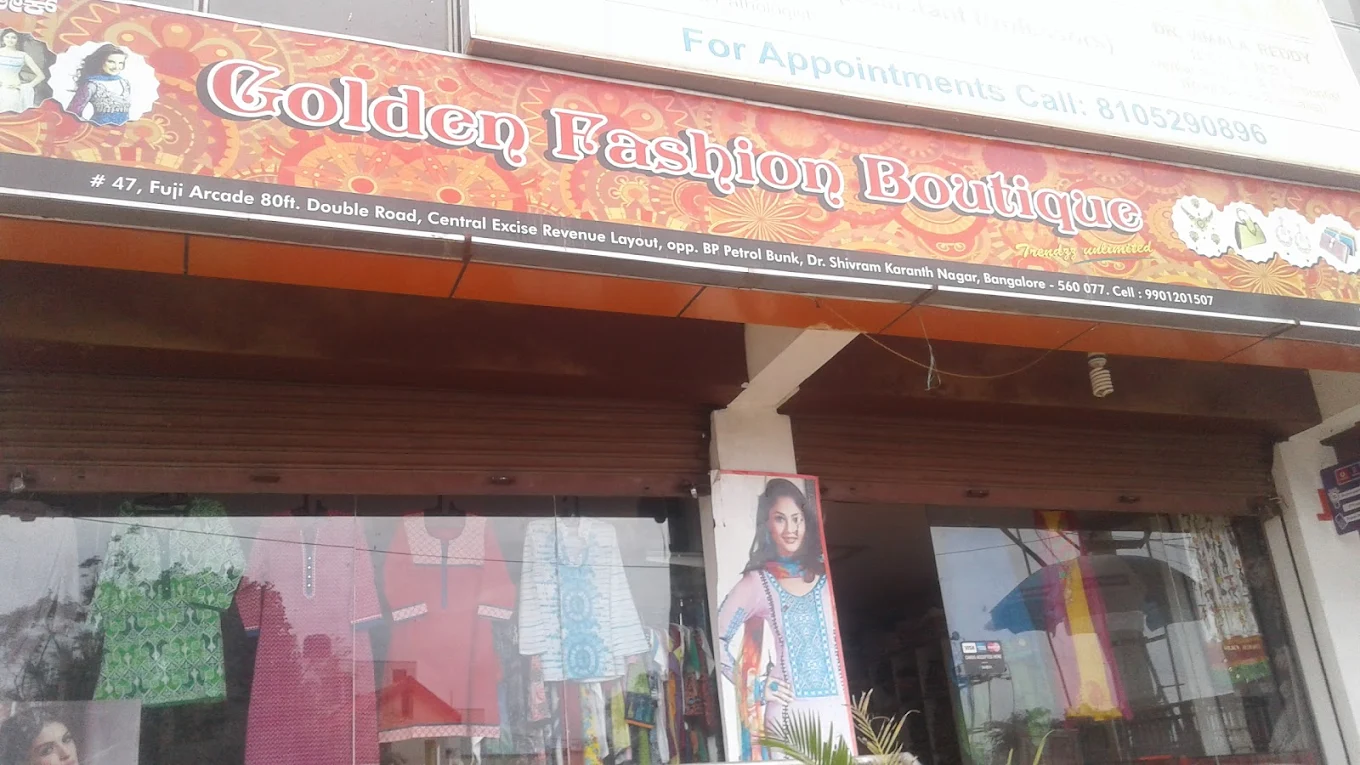 For Appointments Call: 8105290896
Golden Fashion Boutique
Trendzz unlimited
# 47, Fuji Arcade 80ft. Double Road, Central Excise Revenue Layout, opp. BP Petrol Bunk, Dr. Shivram Karanth Nagar, Bangalore - 560 077. Cell : 9901201507
VISA